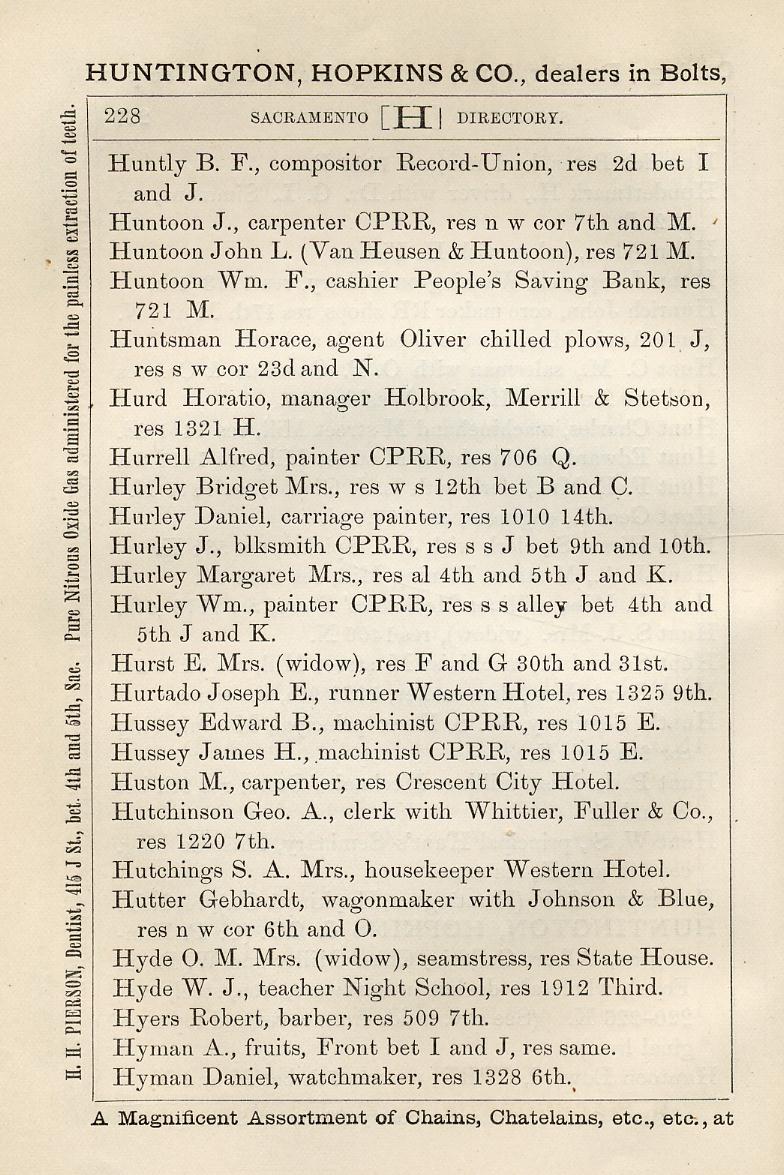 HUNTINGTON, HOPKINS & CO., dealers in Bolts,
228 SACRAMENTO [H] DIRECTORY.
Huntly B. F., compositor Record-Union, res 2d bet I
and J.
Huntoon J., carpenter CPRR, res n w cor 7th and M.
Huntoon John L. (Van Heusen & Huntoon), res 721 M.
Huntoon Wm. F., cashier People's Saving Bank, res
721 M.
Huntsman Horace, agent Oliver chilled plows, 201 J,
res s w cor 23d and N.
Hurd Horatio, manager Holbrook, Merrill & Stetson,
res 1321 H.
Hurrell Alfred, painter CPRR, res 706 Q.
Hurley Bridget Mrs., res w s 12th bet B and C.
Hurley Daniel, carriage painter, res 1010 14th.
Hurley J., blksmith CPRR, res s s J bet 9th and 10th.
Hurley Margaret Mrs., res al 4th and 5th J and K.
Hurley Wm., painter CPRR, res s s alley bet 4th and
5th J and K.
Hurst E. Mrs. (widow), res F and G 30th and 31st.
Hurtado Joseph E., runner Western Hotel, res 1325 9th.
Hussey Edward B., machinist CPRR, res 1015 E.
Hussey James H., machinist CPRR, res 1015 E.
Huston M., carpenter, res Crescent City Hotel.
Hutchinson Geo. A., clerk with Whittier, Fuller & Co.,
res 1220 7th.
Hutchings S. A. Mrs., housekeeper Western Hotel.
Hutter Gebhardt, wagonmaker with Johnson & Blue,
res n w cor 6th and O.
Hyde O. M. Mrs. (widow), seamstress, res State House.
Hyde W. J., teacher Night School, res 1912 Third.
Hyers Robert, barber, res 509 7th.
Hyman A., fruits, Front bet I and J, res same.
Hyman Daniel, watchmaker, res 1328 6th.
A Magnificent Assortment of Chains, Chatelains, etc., etc., at
H. H. PIERSON, Dentist, 415 J St., bet. 4th and 5th, Sac. Pure Nitrous Oxide Gas administered for the painless extraction of teeth.